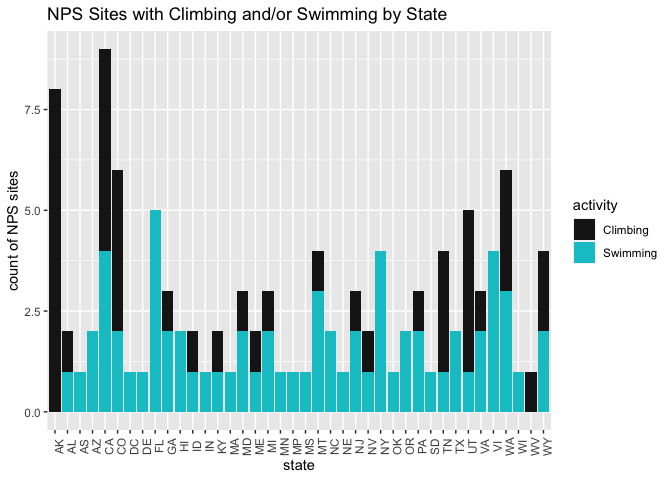 NPS Sites with Climbing and/or Swimming by State
count of NPS sites
7.5
5.0
2.5
0.0
AK AL AS AZ CA CO DC DE FL GA HI ID IN KY MA MD ME MI MN MP MS MT NC NE NJ NV NY OK OR PA SD TN TX UT VA VI WA WI WV WY
state
activity
Climbing
Swimming